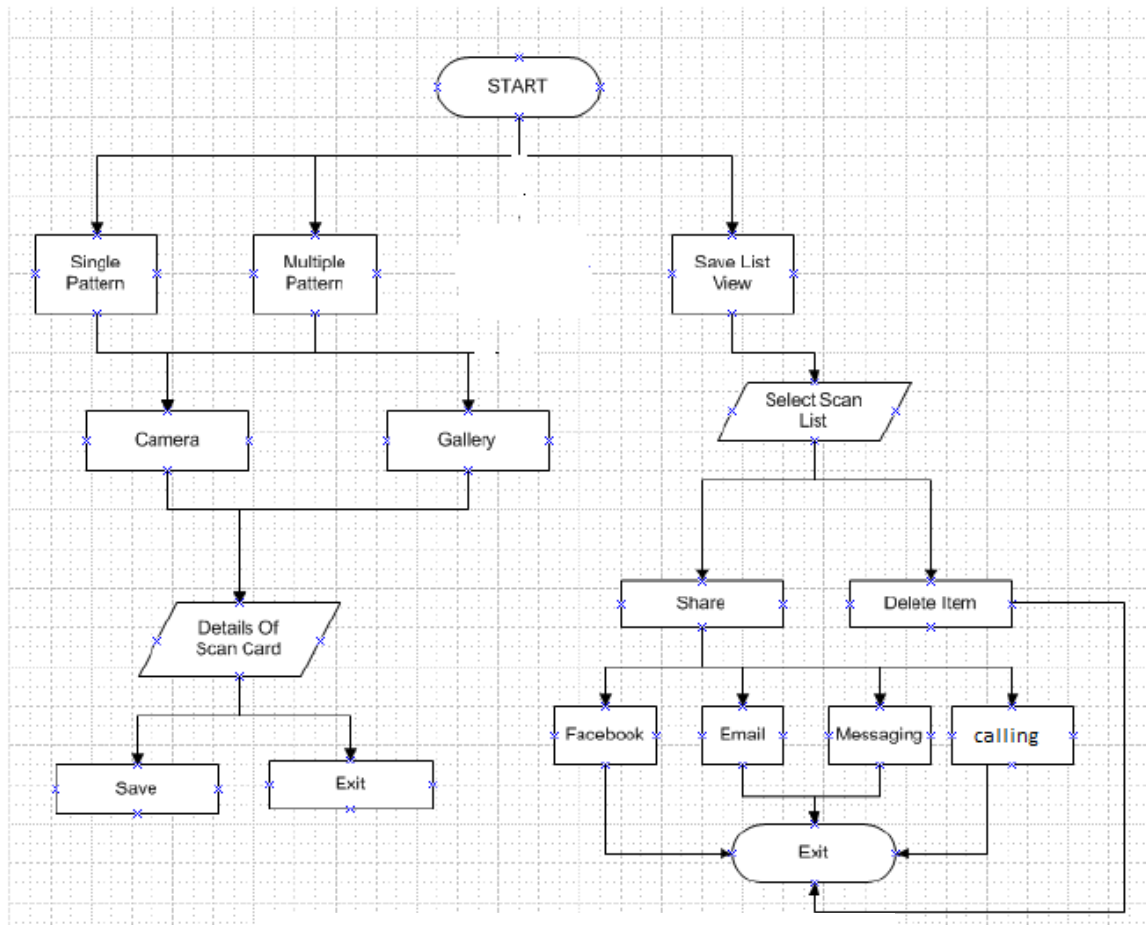 START
Single
Pattern
Multiple
Pattern
Save List
View
Select Scan
List
Camera
Gallery
Share
Delete Item
Details Of
Scan Card
Facebook
Email
Messaging
calling
Save
Exit
Exit